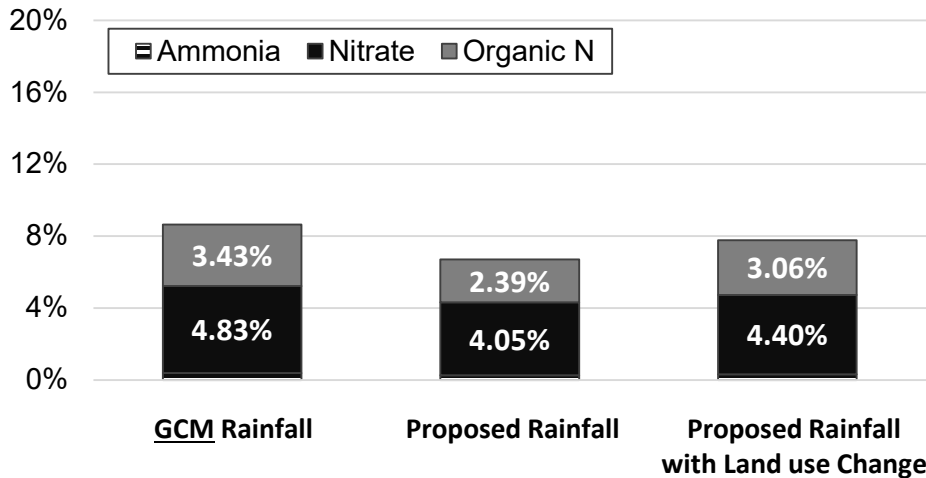 20%
Ammonia Nitrate Organic N
16%
12%
8%
4%
0%
3.43%
4.83%
2.39%
4.05%
3.06%
4.40%
GCM Rainfall
Proposed Rainfall
Proposed Rainfall
with Land use Change